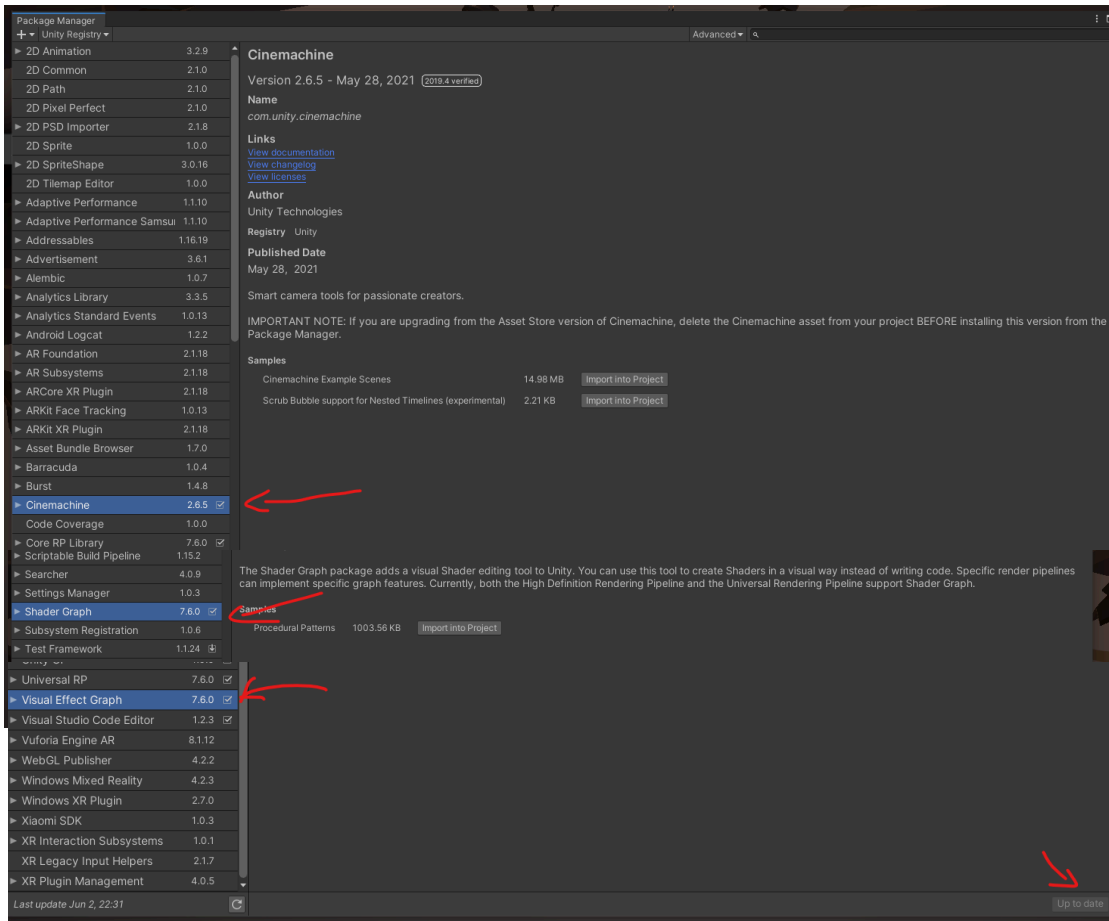 Package Manager
+ Unity Registry
Advanced
2D Animation 3.2.9
2D Common 2.1.0
2D Path 2.1.0
2D Pixel Perfect 2.1.0
2D PSD Importer 2.1.8
2D Sprite 1.0.0
2D SpriteShape 3.0.16
2D Tilemap Editor 1.0.0
Adaptive Performance 1.1.10
Adaptive Performance Samsu 1.1.10
Addressables 1.16.19
Advertisement 3.6.1
Alembic 1.0.7
Analytics Library 3.3.5
Analytics Standard Events 1.0.13
Android Logcat 1.2.2
AR Foundation 2.1.18
AR Subsystems 2.1.18
ARCore XR Plugin 2.1.18
ARKit Face Tracking 1.0.13
ARKit XR Plugin 2.1.18
Asset Bundle Browser 1.7.0
Barracuda 1.0.4
Burst 1.4.8
Cinemachine 2.6.5
Code Coverage 1.0.0
Core RP Library 7.6.0
Cinemachine
Version 2.6.5 - May 28, 2021 2019.4 verified
Name
com.unity.cinemachine
Links
View documentation
View changelog
View licenses
Author
Unity Technologies
Registry Unity
Published Date
May 28, 2021
Smart camera tools for passionate creators.
IMPORTANT NOTE: If you are upgrading from the Asset Store version of Cinemachine, delete the Cinemachine asset from your project BEFORE installing this version from the
Package Manager.
Samples
Cinemachine Example Scenes 14.98 MB Import into Project
Scrub Bubble support for Nested Timelines (experimental) 2.21 KB Import into Project
Scriptable Build Pipeline 1.15.2
Searcher 4.0.9
Settings Manager 1.0.3
Shader Graph 7.6.0
Subsystem Registration 1.0.6
Test Framework 1.1.24
The Shader Graph package adds a visual Shader editing tool to Unity. You can use this tool to create Shaders in a visual way instead of writing code. Specific render pipelines
can implement specific graph features. Currently, both the High Definition Rendering Pipeline and the Universal Rendering Pipeline support Shader Graph.
Samples
Procedural Patterns 1003.56 KB Import into Project
Universal RP 7.6.0
Visual Effect Graph 7.6.0
Visual Studio Code Editor 1.2.3
Vuforia Engine AR 8.1.12
WebGL Publisher 4.2.2
Windows Mixed Reality 4.2.3
Windows XR Plugin 2.7.0
Xiaomi SDK 1.0.3
XR Interaction Subsystems 1.0.1
XR Legacy Input Helpers 2.1.7
XR Plugin Management 4.0.5
Last update Jun 2, 22:31
Up to date